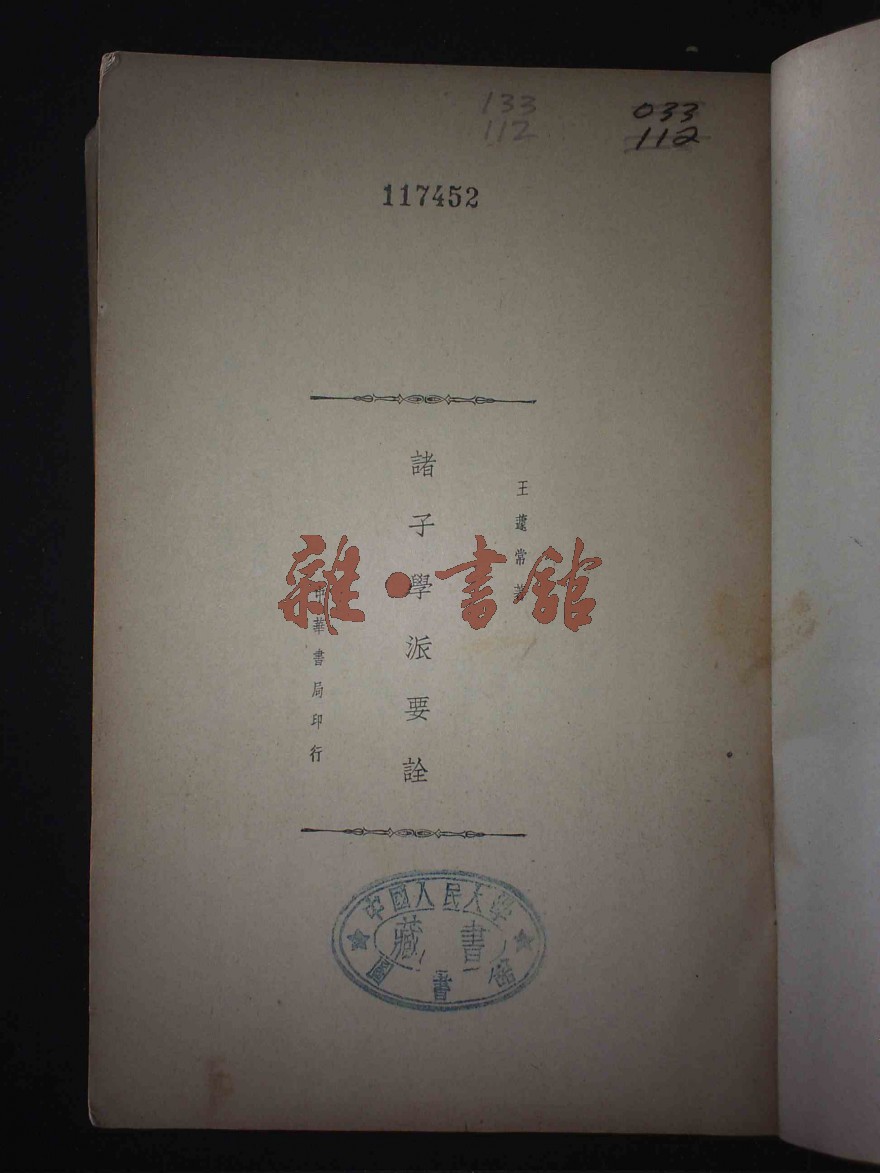 133
112
033
112
117452
王蘧常著
諸子學派要詮
中華書局印行
雜·書館
中國人民大學
藏書
圖書館